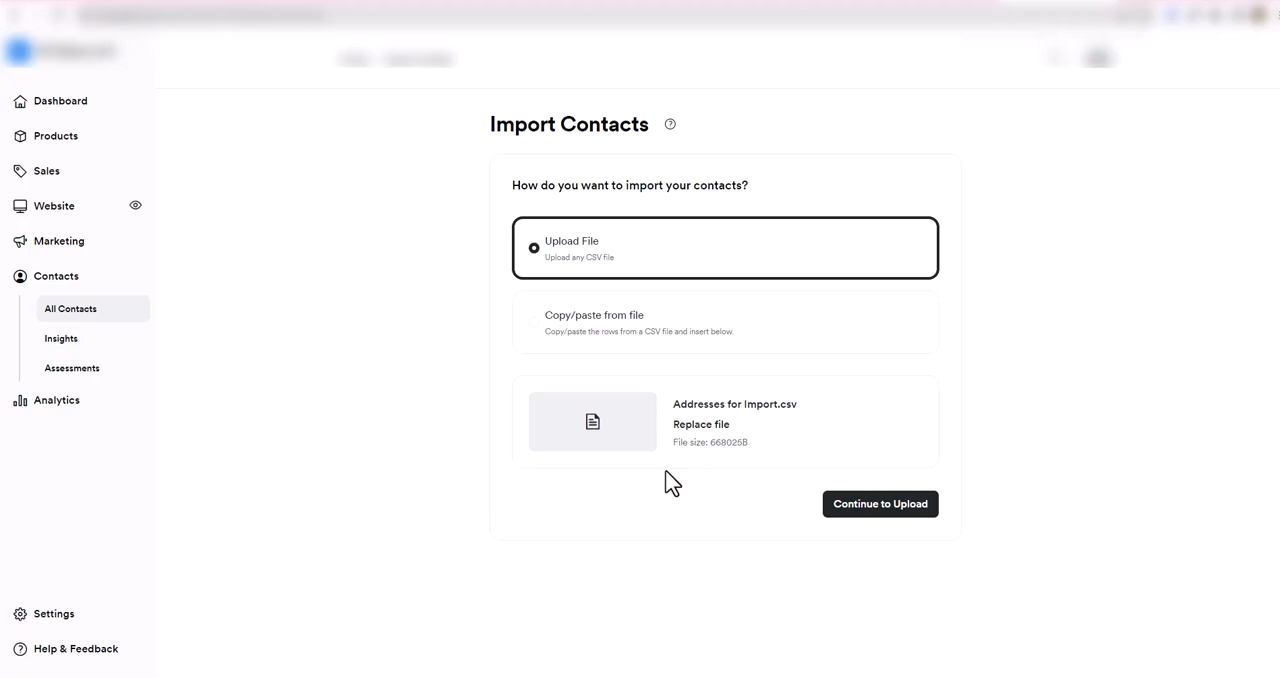 Dashboard
Products
Sales
Website
Marketing
Contacts
All Contacts
Insights
Assessments
Analytics
Settings
Help & Feedback
Import Contacts
How do you want to import your contacts?
Upload File
Upload any CSV file
Copy/paste from file
Copy/paste the rows from a CSV file and insert below.
Addresses for Import.csv
Replace file
File size: 668025B
Continue to Upload